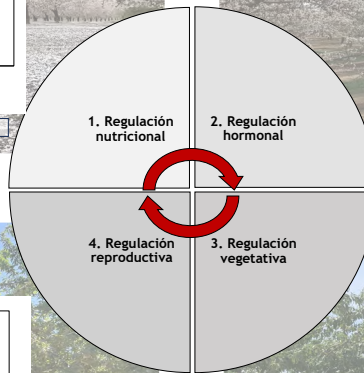 1. Regulación
nutricional
2. Regulación
hormonal
4. Regulación
reproductiva
3. Regulación
vegetativa